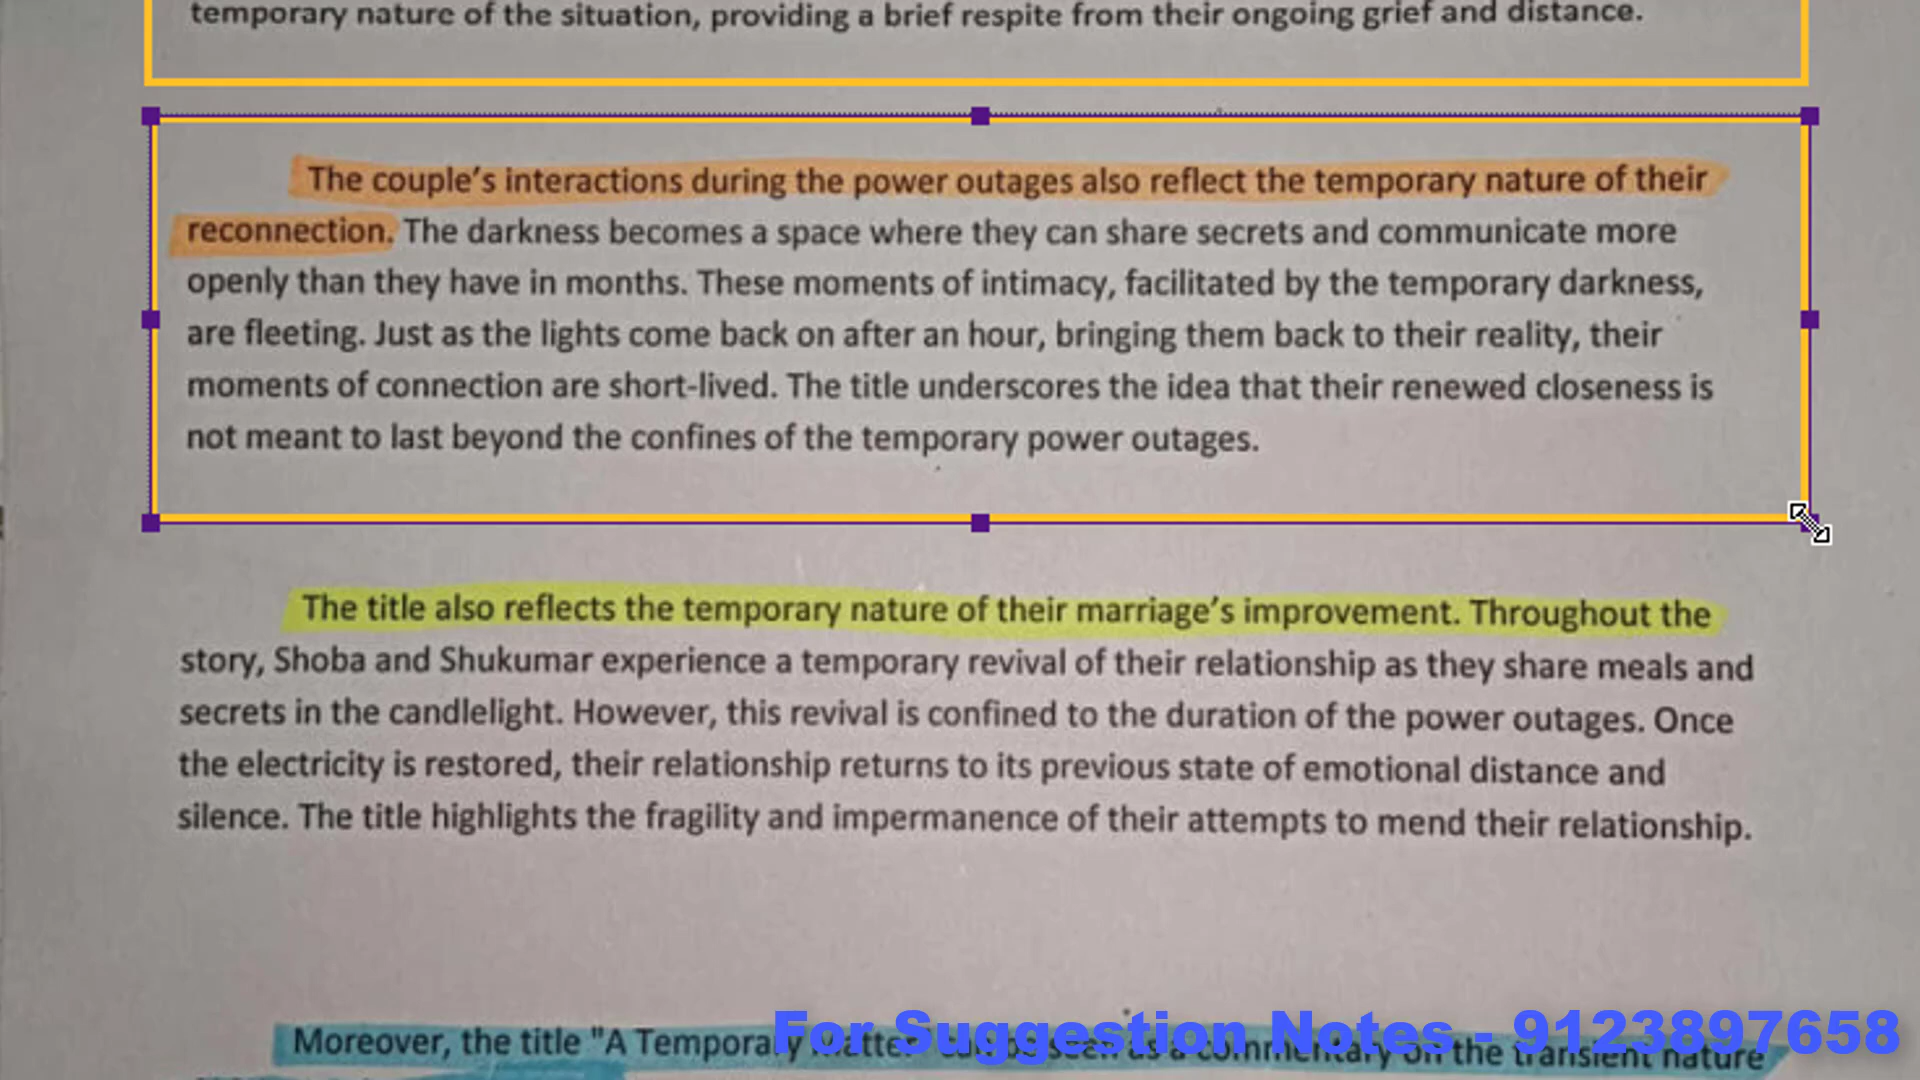 temporary nature of the situation, providing a brief respite from their ongoing grief and distance.
The couple's interactions during the power outages also reflect the temporary nature of their
reconnection. The darkness becomes a space where they can share secrets and communicate more
openly than they have in months. These moments of intimacy, facilitated by the temporary darkness,
are fleeting. Just as the lights come back on after an hour, bringing them back to their reality, their
moments of connection are short-lived. The title underscores the idea that their renewed closeness is
not meant to last beyond the confines of the temporary power outages.
The title also reflects the temporary nature of their marriage's improvement. Throughout the
story, Shoba and Shukumar experience a temporary revival of their relationship as they share meals and
secrets in the candlelight. However, this revival is confined to the duration of the power outages. Once
the electricity is restored, their relationship returns to its previous state of emotional distance and
silence. The title highlights the fragility and impermanence of their attempts to mend their relationship.
Moreover, the title "A Temporary Matter" as a commentary on the transient nature
For Suggestion Notes - 9123897658